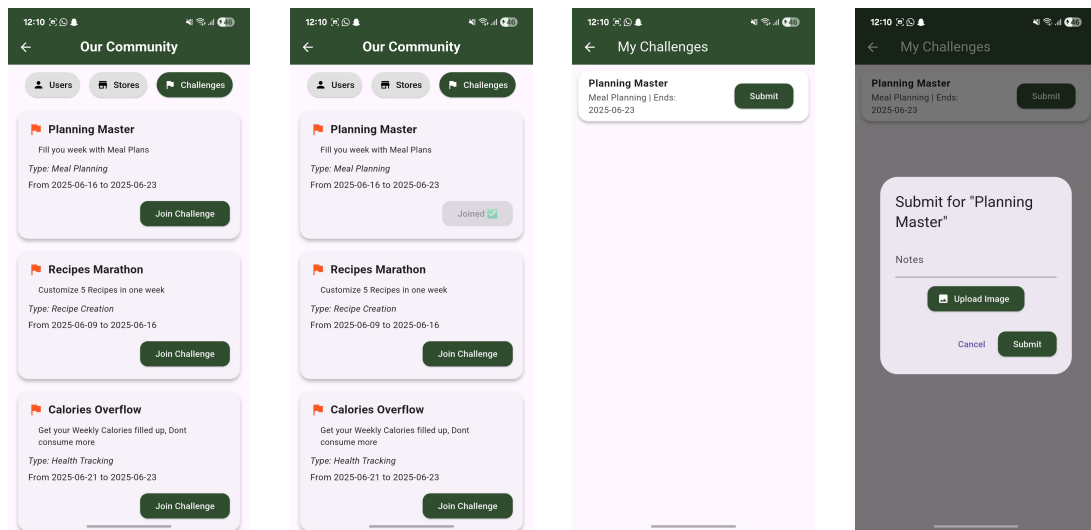 12:10
46
Our Community
Users
Stores
Challenges
Planning Master
Fill you week with Meal Plans
Type: Meal Planning
From 2025-06-16 to 2025-06-23
Join Challenge
Recipes Marathon
Customize 5 Recipes in one week
Type: Recipe Creation
From 2025-06-09 to 2025-06-16
Join Challenge
Calories Overflow
Get your Weekly Calories filled up, Dont
consume more
Type: Health Tracking
From 2025-06-21 to 2025-06-23
Join Challenge
12:10
46
Our Community
Users
Stores
Challenges
Planning Master
Fill you week with Meal Plans
Type: Meal Planning
From 2025-06-16 to 2025-06-23
Joined ✅
Recipes Marathon
Customize 5 Recipes in one week
Type: Recipe Creation
From 2025-06-09 to 2025-06-16
Join Challenge
Calories Overflow
Get your Weekly Calories filled up, Dont
consume more
Type: Health Tracking
From 2025-06-21 to 2025-06-23
Join Challenge
12:10
46
My Challenges
Planning Master
Meal Planning | Ends:
2025-06-23
Submit
12:10
46
My Challenges
Planning Master
Meal Planning | Ends:
2025-06-23
Submit
Submit for "Planning
Master"
Notes
Upload Image
Cancel
Submit